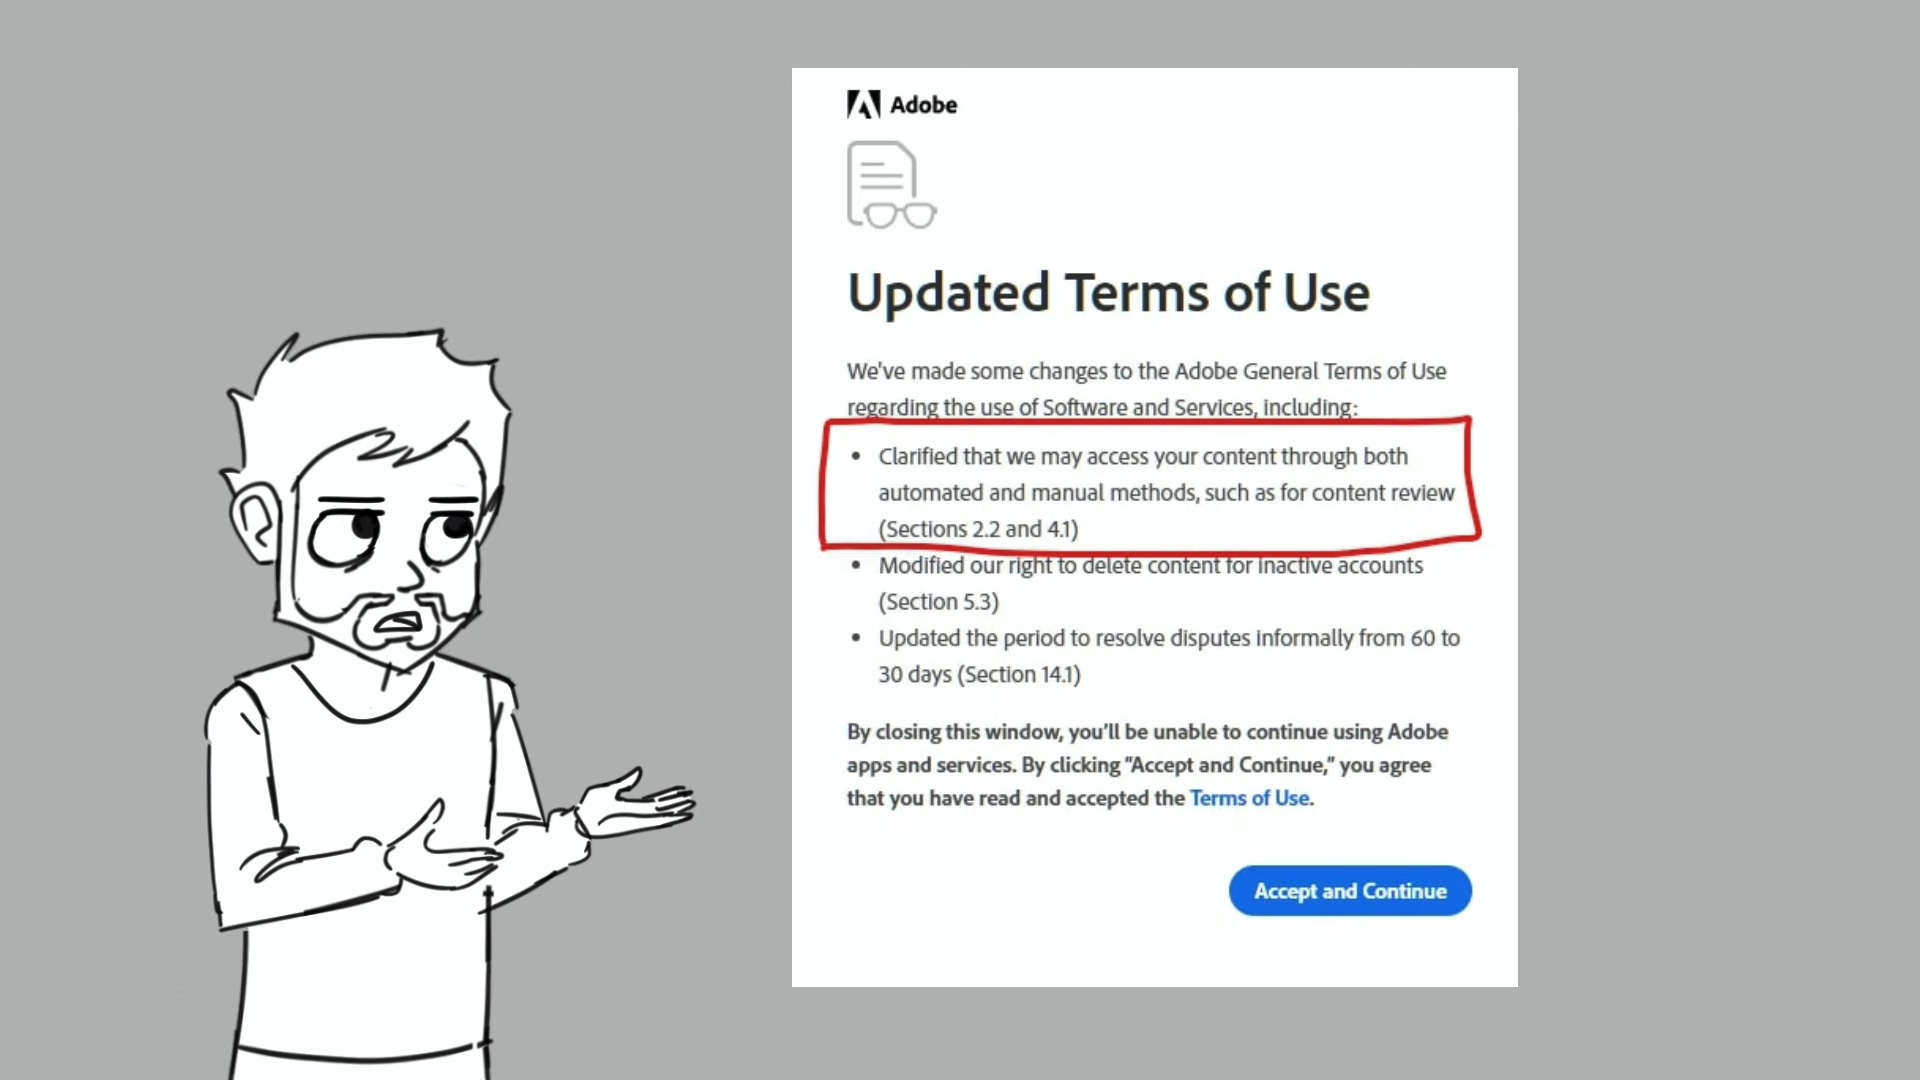 Adobe
Updated Terms of Use
We've made some changes to the Adobe General Terms of Use
regarding the use of Software and Services, including:
• Clarified that we may access your content through both
automated and manual methods, such as for content review
(Sections 2.2 and 4.1)
• Modified our right to delete content for inactive accounts
(Section 5.3)
• Updated the period to resolve disputes informally from 60 to
30 days (Section 14.1)
By closing this window, you'll be unable to continue using Adobe
apps and services. By clicking "Accept and Continue," you agree
that you have read and accepted the Terms of Use.
Accept and Continue